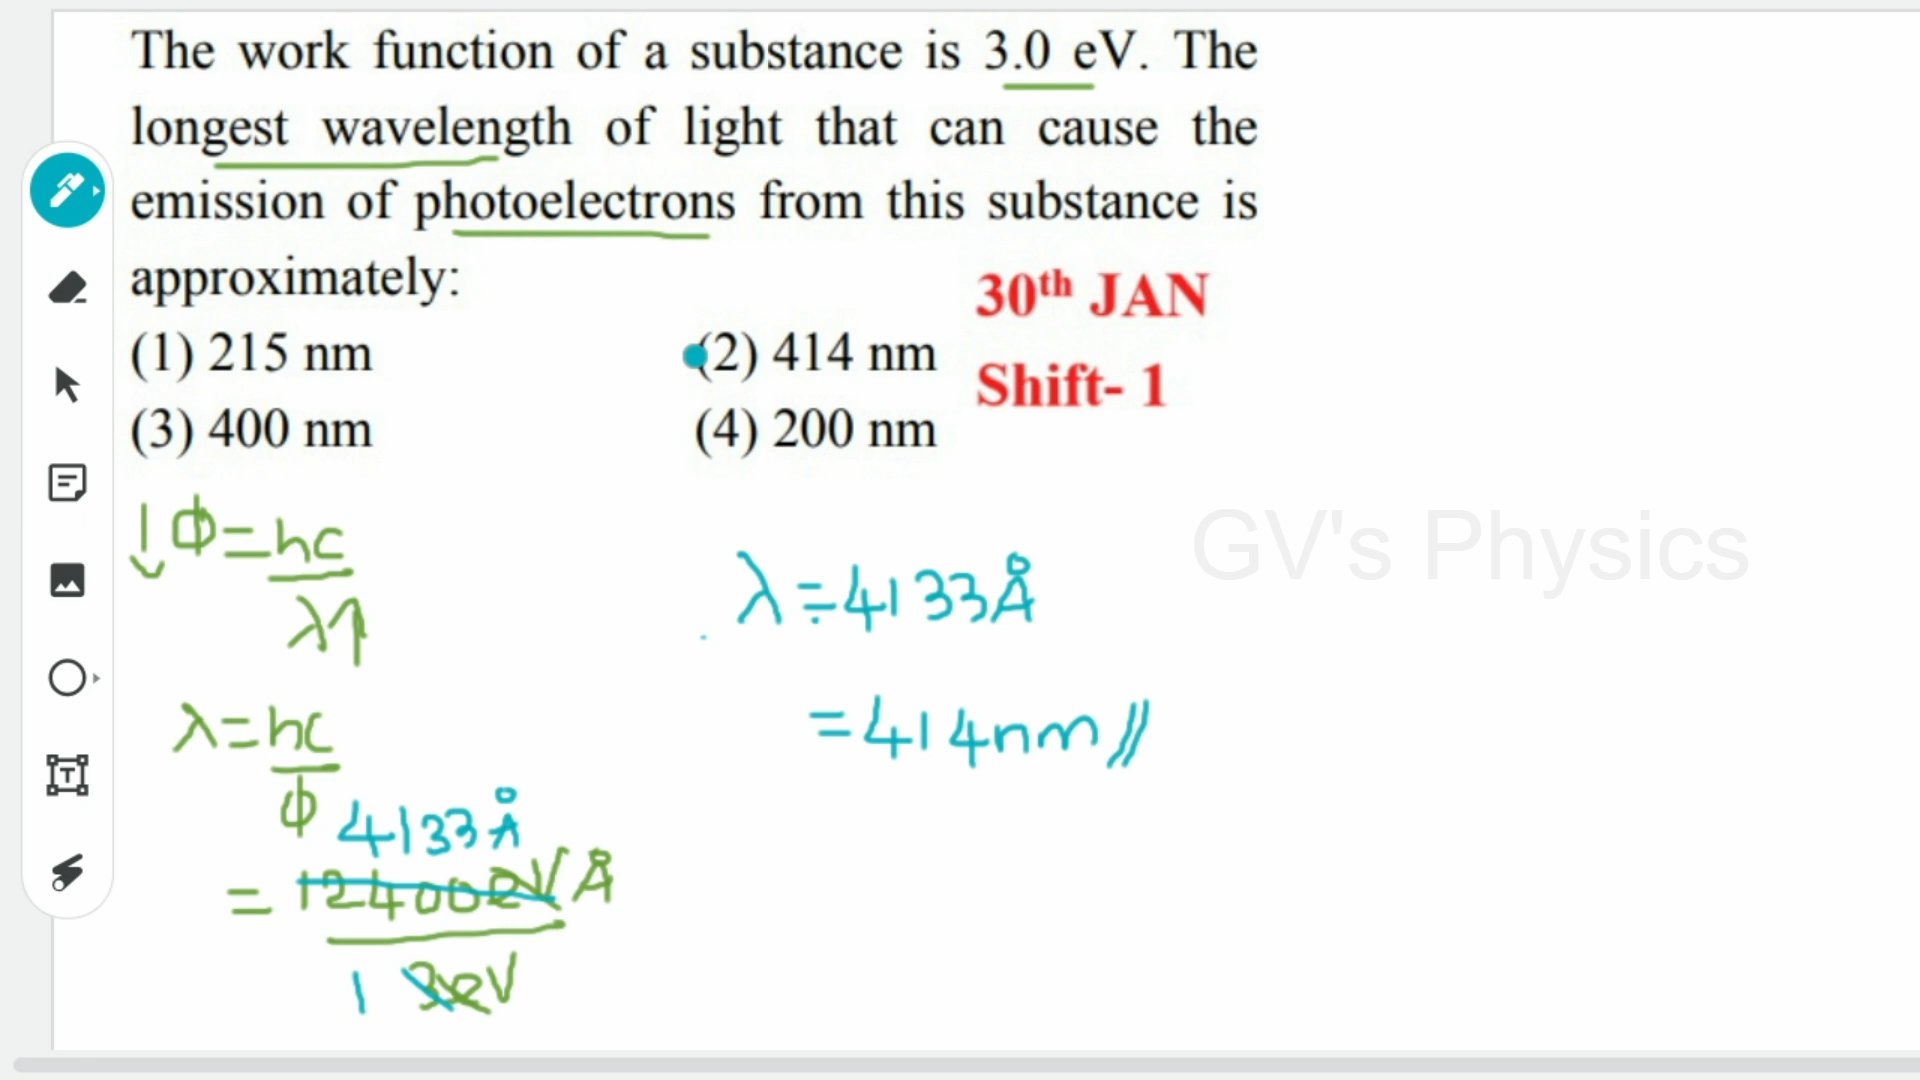 The work function of a substance is 3.0 eV. The
longest wavelength of light that can cause the
emission of photoelectrons from this substance is
approximately:
(1) 215 nm
(2) 414 nm
(3) 400 nm
(4) 200 nm
30th JAN
Shift- 1
GV's Physics
↓ϕ = hc
λ↑
λ = hc
ϕ
4133Å
= 12400eVÅ
1 3eV
λ = 4133Å
= 414nm //